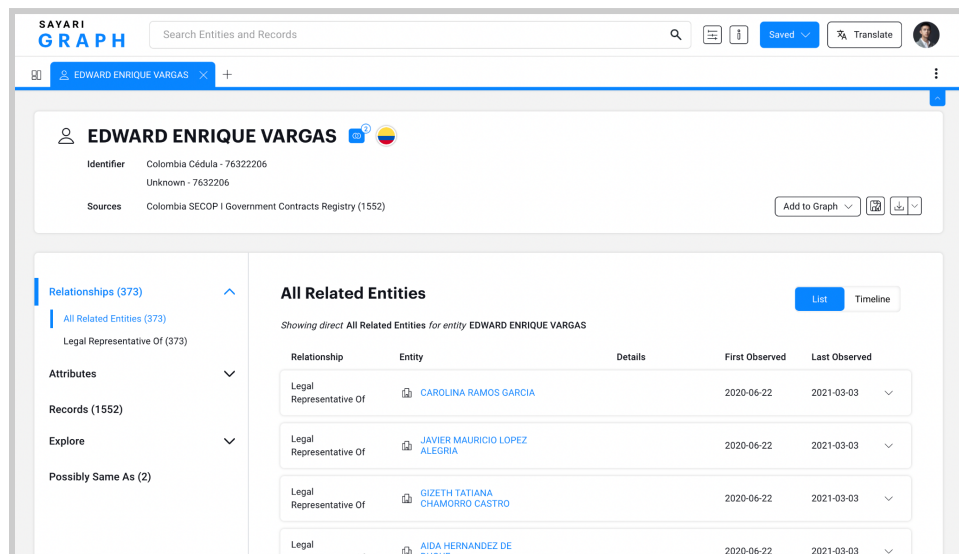 SAYARI
GRAPH
Search Entities and Records
Saved
Translate
EDWARD ENRIQUE VARGAS
EDWARD ENRIQUE VARGAS 2
Identifier Colombia Cédula - 76322206
Unknown - 7632206
Sources Colombia SECOP I Government Contracts Registry (1552)
Add to Graph
Relationships (373)
All Related Entities (373)
Legal Representative Of (373)
Attributes
Records (1552)
Explore
Possibly Same As (2)
All Related Entities
List Timeline
Showing direct All Related Entities for entity EDWARD ENRIQUE VARGAS
Relationship Entity Details First Observed Last Observed
Legal
Representative Of
CAROLINA RAMOS GARCIA 2020-06-22 2021-03-03
Legal
Representative Of
JAVIER MAURICIO LOPEZ
ALEGRIA
2020-06-22 2021-03-03
Legal
Representative Of
GIZETH TATIANA
CHAMORRO CASTRO
2020-06-22 2021-03-03
Legal
AIDA HERNANDEZ DE
2020-06-22 2021-03-03